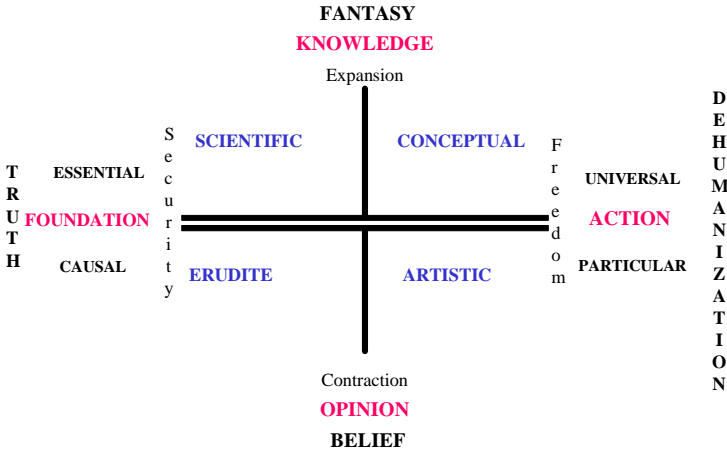 FANTASY
KNOWLEDGE
Expansion
TRUTH
ESSENTIAL
FOUNDATION
CAUSAL
Security
SCIENTIFIC
CONCEPTUAL
ERUDITE
ARTISTIC
Freedom
UNIVERSAL
ACTION
PARTICULAR
DEHUMANIZATION
Contraction
OPINION
BELIEF